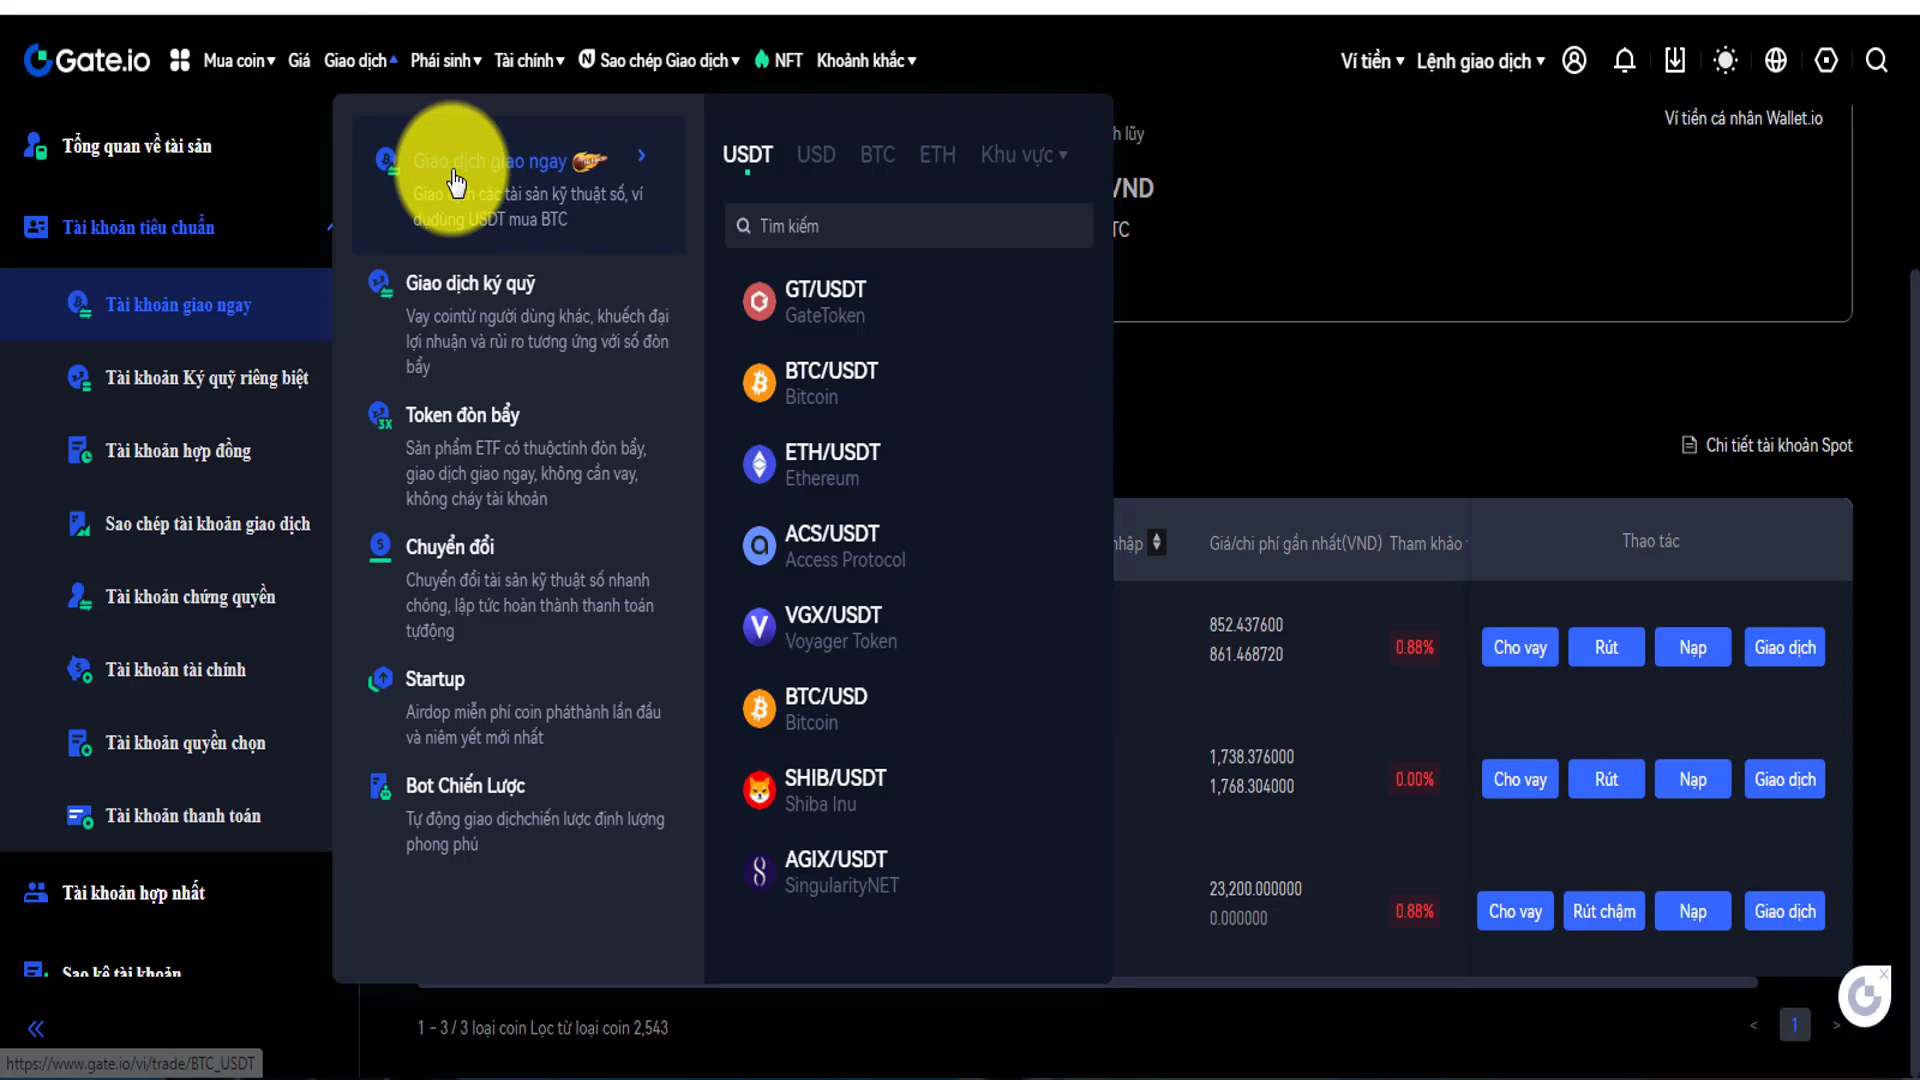 Gate.io Mua coin Giá Giao dịch Phái sinh Tài chính Sao chép Giao dịch NFT Khoảnh khắc Ví tiền Lệnh giao dịch
Tổng quan về tài sản
Tài khoản tiêu chuẩn
Tài khoản giao ngay
Tài khoản Ký quỹ riêng biệt
Tài khoản hợp đồng
Sao chép tài khoản giao dịch
Tài khoản chứng quyền
Tài khoản tài chính
Tài khoản quyền chọn
Tài khoản thanh toán
Tài khoản hợp nhất
Sao kê tài khoản
Giao dịch giao ngay
Giao các tài sản kỹ thuật số, ví
dụdùng USDT mua BTC
Giao dịch ký quỹ
Vay cointừ người dùng khác, khuếch đại
lợi nhuận và rủi ro tương ứng với số đòn
bẩy
Token đòn bẩy
3X
Sản phẩm ETF có thuộctính đòn bẩy,
giao dịch giao ngay, không cần vay,
không cháy tài khoản
Chuyển đổi
Chuyển đổi tài sản kỹ thuật số nhanh
chóng, lập tức hoàn thành thanh toán
tựđộng
Startup
Airdop miễn phí coin pháthành lần đầu
và niêm yết mới nhất
Bot Chiến Lược
Tự động giao dịchchiến lược định lượng
phong phú
USDT USD BTC ETH Khu vực
Tìm kiếm
GT/USDT
GateToken
BTC/USDT
Bitcoin
ETH/USDT
Ethereum
ACS/USDT
Access Protocol
VGX/USDT
Voyager Token
BTC/USD
Bitcoin
SHIB/USDT
Shiba Inu
AGIX/USDT
SingularityNET
Ví tiền cá nhân Wallet.io
h lũy
VND
TC
Chi tiết tài khoản Spot
nhập Giá/chi phí gần nhất(VND) Tham khảo Thao tác
852.437600
861.468720
0.88% Cho vay Rút Nạp Giao dịch
1,738.376000
1,768.304000
0.00% Cho vay Rút Nạp Giao dịch
23,200.000000
0.000000
0.88% Cho vay Rút chậm Nạp Giao dịch
1 - 3 / 3 loại coin Lọc từ loại coin 2,543
< 1 >
https://www.gate.io/vi/trade/BTC_USDT